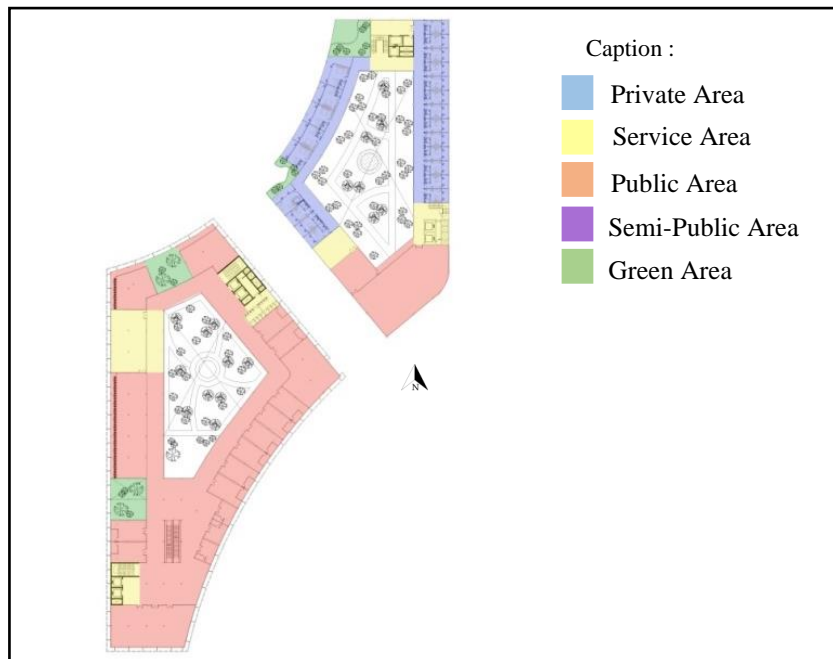 Caption :
Private Area
Service Area
Public Area
Semi-Public Area
Green Area
N